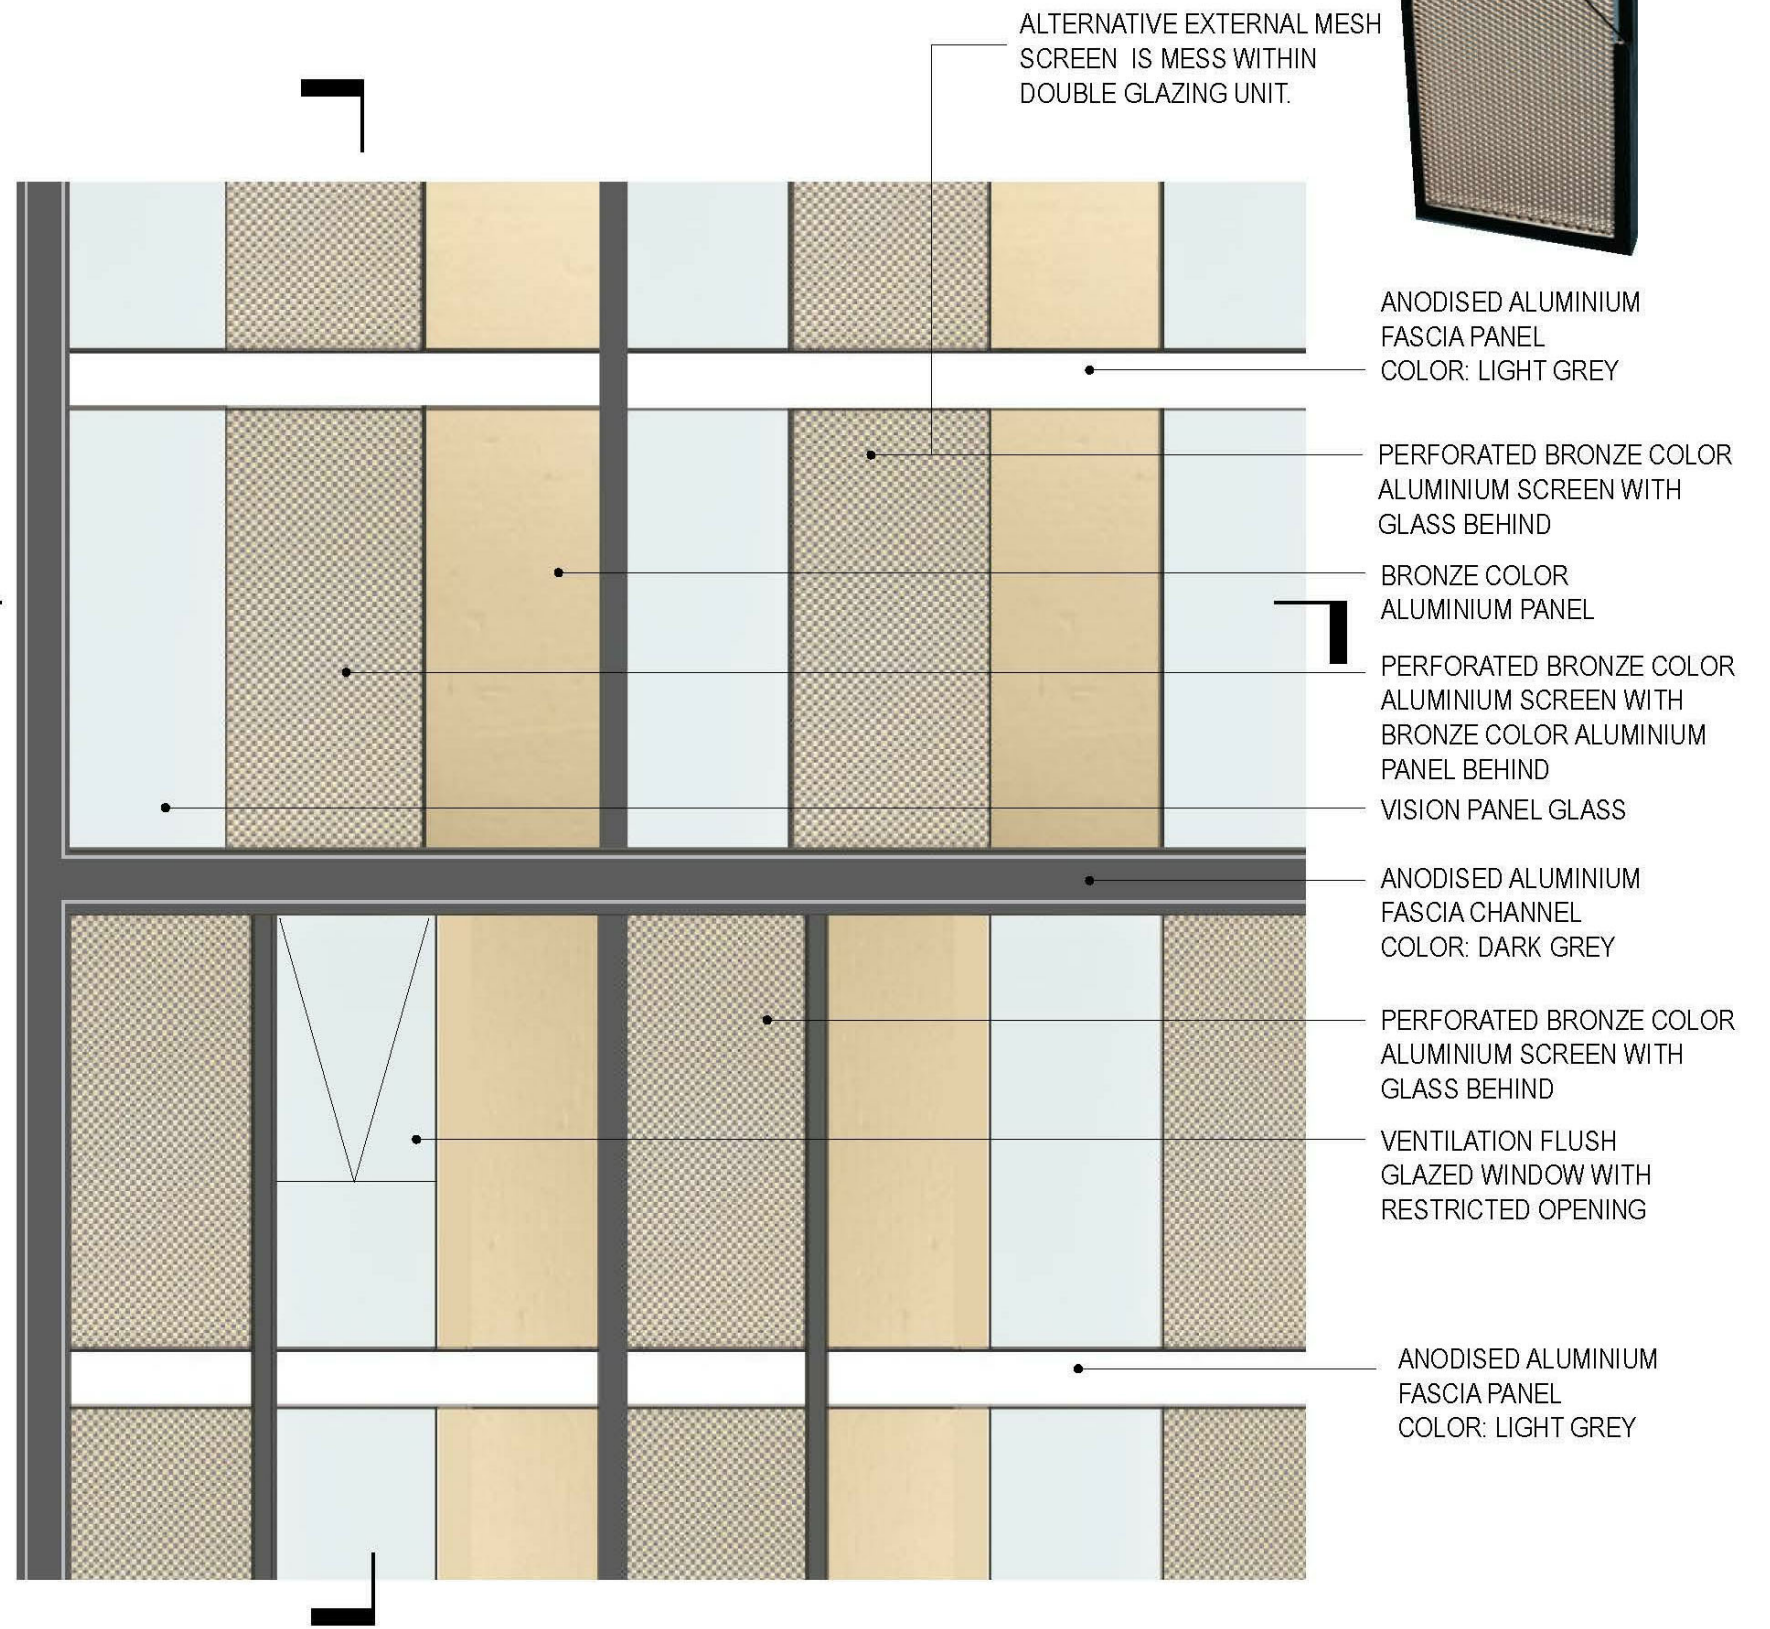 ALTERNATIVE EXTERNAL MESH
SCREEN IS MESS WITHIN
DOUBLE GLAZING UNIT.
ANODISED ALUMINIUM
FASCIA PANEL
COLOR: LIGHT GREY
PERFORATED BRONZE COLOR
ALUMINIUM SCREEN WITH
GLASS BEHIND
BRONZE COLOR
ALUMINIUM PANEL
PERFORATED BRONZE COLOR
ALUMINIUM SCREEN WITH
BRONZE COLOR ALUMINIUM
PANEL BEHIND
VISION PANEL GLASS
ANODISED ALUMINIUM
FASCIA CHANNEL
COLOR: DARK GREY
PERFORATED BRONZE COLOR
ALUMINIUM SCREEN WITH
GLASS BEHIND
VENTILATION FLUSH
GLAZED WINDOW WITH
RESTRICTED OPENING
ANODISED ALUMINIUM
FASCIA PANEL
COLOR: LIGHT GREY